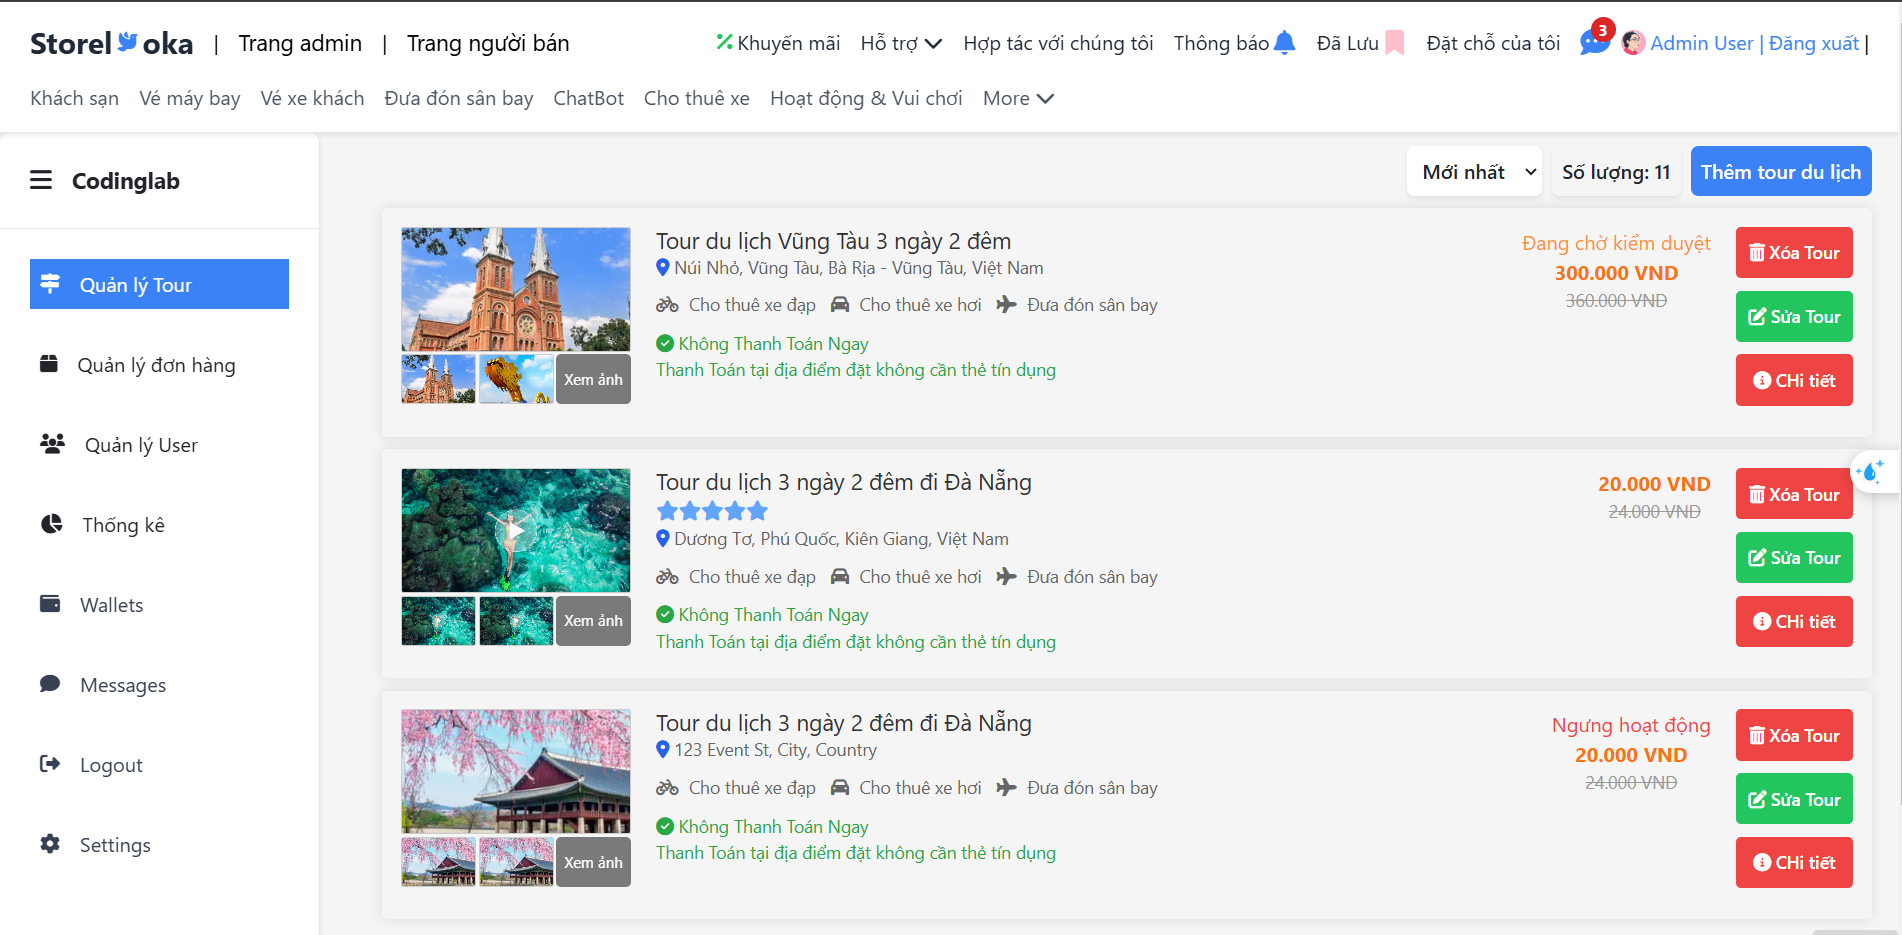 Storel oka | Trang admin | Trang người bán
Khuyến mãi Hỗ trợ Hợp tác với chúng tôi Thông báo Đã Lưu Đặt chỗ của tôi 3 Admin User | Đăng xuất |
Khách sạn Vé máy bay Vé xe khách Đưa đón sân bay ChatBot Cho thuê xe Hoạt động & Vui chơi More
Codinglab
Quản lý Tour
Quản lý đơn hàng
Quản lý User
Thống kê
Wallets
Messages
Logout
Settings
Mới nhất Số lượng: 11 Thêm tour du lịch
Tour du lịch Vũng Tàu 3 ngày 2 đêm
Núi Nhỏ, Vũng Tàu, Bà Rịa - Vũng Tàu, Việt Nam
Cho thuê xe đạp Cho thuê xe hơi Đưa đón sân bay
Không Thanh Toán Ngay
Thanh Toán tại địa điểm đặt không cần thẻ tín dụng
Xem ảnh
Đang chờ kiểm duyệt
300.000 VND
360.000 VND
Xóa Tour
Sửa Tour
CHi tiết
Tour du lịch 3 ngày 2 đêm đi Đà Nẵng
Dương Tơ, Phú Quốc, Kiên Giang, Việt Nam
Cho thuê xe đạp Cho thuê xe hơi Đưa đón sân bay
Không Thanh Toán Ngay
Thanh Toán tại địa điểm đặt không cần thẻ tín dụng
Xem ảnh
20.000 VND
24.000 VND
Xóa Tour
Sửa Tour
CHi tiết
Tour du lịch 3 ngày 2 đêm đi Đà Nẵng
123 Event St, City, Country
Cho thuê xe đạp Cho thuê xe hơi Đưa đón sân bay
Không Thanh Toán Ngay
Thanh Toán tại địa điểm đặt không cần thẻ tín dụng
Xem ảnh
Ngưng hoạt động
20.000 VND
24.000 VND
Xóa Tour
Sửa Tour
CHi tiết